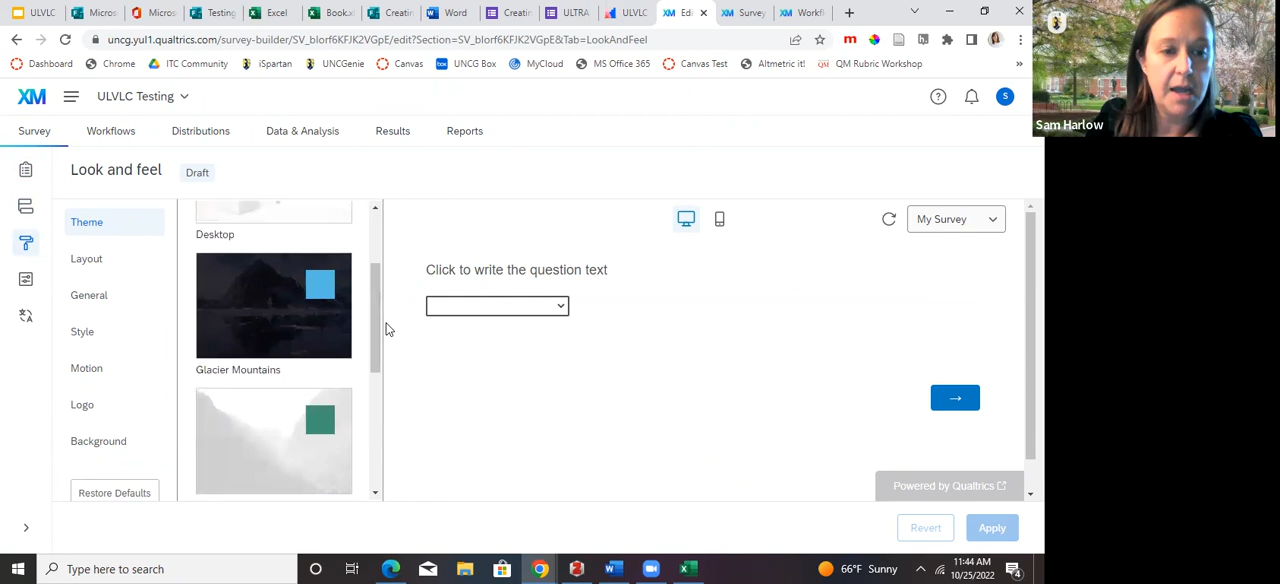 ULVLC
Micros
Micros
Testing
Excel
Book
Creatin
Word
Creatin
ULTRA
ULVLC
Edi
Survey
Workfl
uncg.yul1.qualtrics.com/survey-builder/SV_blorf6KFJK2VGpE/edit?Section=SV_blorf6KFJK2VGpE&Tab=LookAndFeel
Dashboard
Chrome
ITC Community
iSpartan
UNCGenie
Canvas
UNCG Box
MyCloud
MS Office 365
Canvas Test
Altmetric it!
QM Rubric Workshop
»
Sam Harlow
XM
ULVLC Testing
S
Survey
Workflows
Distributions
Data & Analysis
Results
Reports
Look and feel
Draft
Theme
Layout
General
Style
Motion
Logo
Background
Restore Defaults
Desktop
Glacier Mountains
My Survey
Click to write the question text
→
Powered by Qualtrics
Revert
Apply
Type here to search
66°F Sunny
11:44 AM
10/25/2022
4